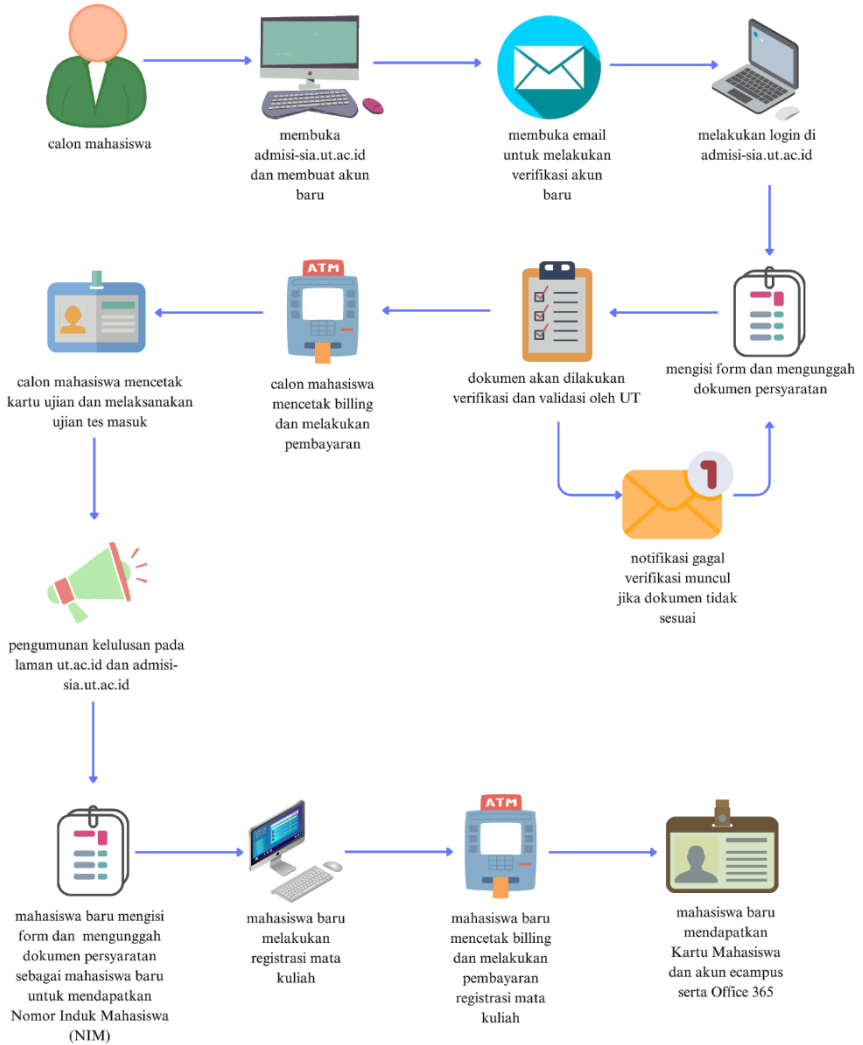 calon mahasiswa
membuka
admisi-sia.ut.ac.id
dan membuat akun
baru
membuka email
untuk melakukan
verifikasi akun
baru
melakukan login di
admisi-sia.ut.ac.id
mengisi form dan mengunggah
dokumen persyaratan
dokumen akan dilakukan
verifikasi dan validasi oleh UT
1
notifikasi gagal
verifikasi muncul
jika dokumen tidak
sesuai
ATM
calon mahasiswa
mencetak billing
dan melakukan
pembayaran
calon mahasiswa mencetak
kartu ujian dan melaksanakan
ujian tes masuk
pengumunan kelulusan pada
laman ut.ac.id dan admisi-
sia.ut.ac.id
mahasiswa baru mengisi
form dan mengunggah
dokumen persyaratan
sebagai mahasiswa baru
untuk mendapatkan
Nomor Induk Mahasiswa
(NIM)
mahasiswa baru
melakukan
registrasi mata
kuliah
ATM
mahasiswa baru
mencetak billing
dan melakukan
pembayaran
registrasi mata
kuliah
mahasiswa baru
mendapatkan
Kartu Mahasiswa
dan akun ecampus
serta Office 365